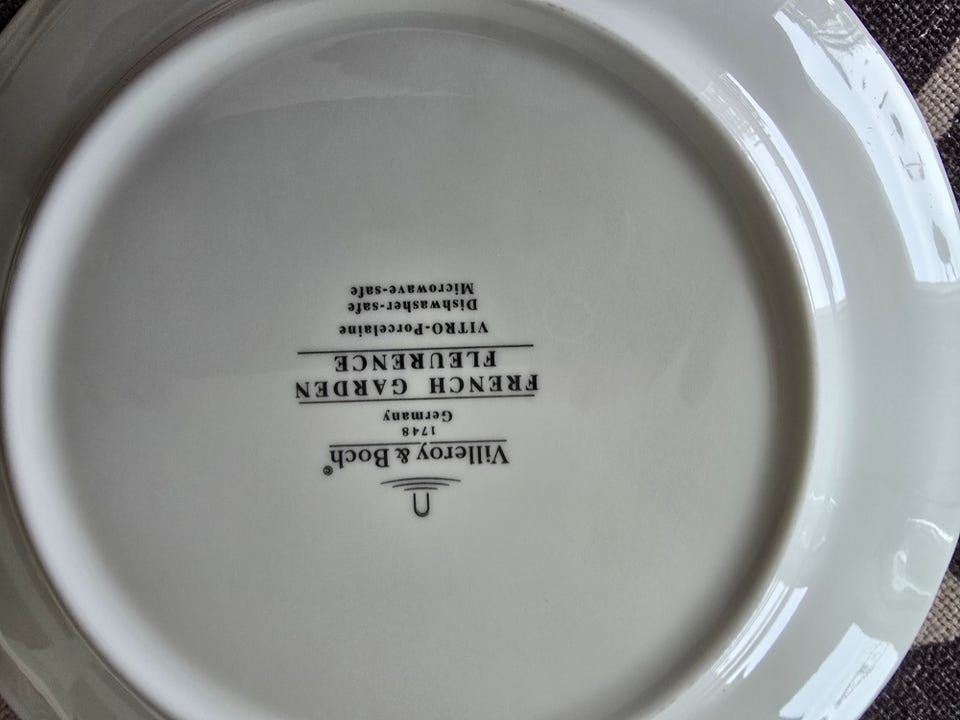 Villeroy & Boch©
1748
Germany
FRENCH GARDEN
FLEURENCE
VITRO-Porcelaine
Dishwasher-safe
Microwave-safe